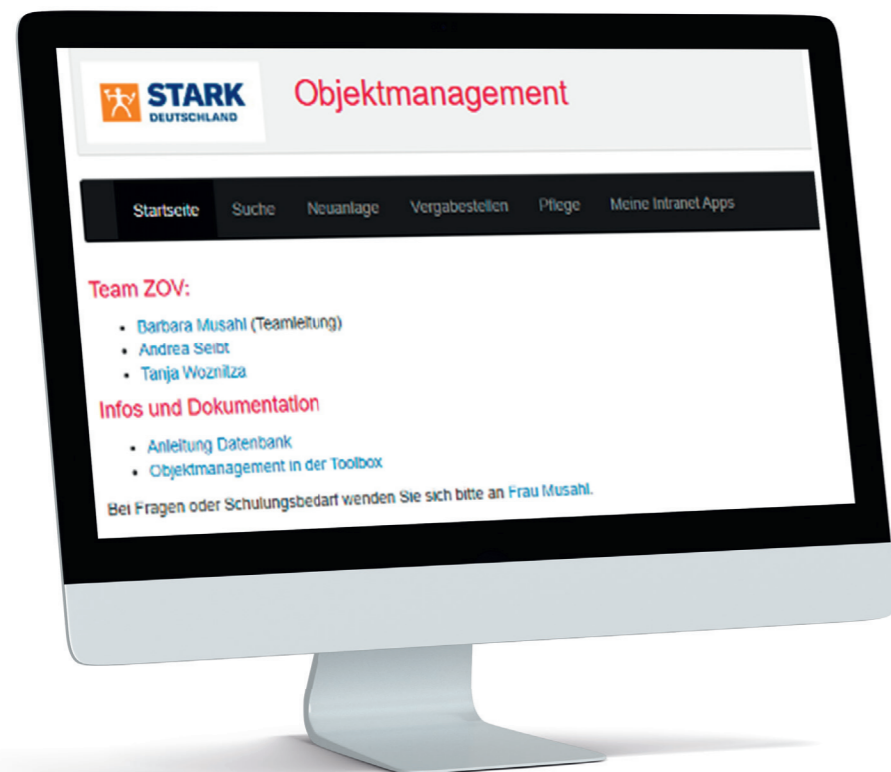 STARK
DEUTSCHLAND
Objektmanagement
Startseite Suche Neuanlage Vergabestellen Pflege Meine Intranet Apps
Team ZOV:
• Barbara Musahl (Teamleitung)
• Andrea Seibt
• Tanja Woznitza
Infos und Dokumentation
• Anleitung Datenbank
• Objektmanagement in der Toolbox
Bei Fragen oder Schulungsbedarf wenden Sie sich bitte an Frau Musahl.